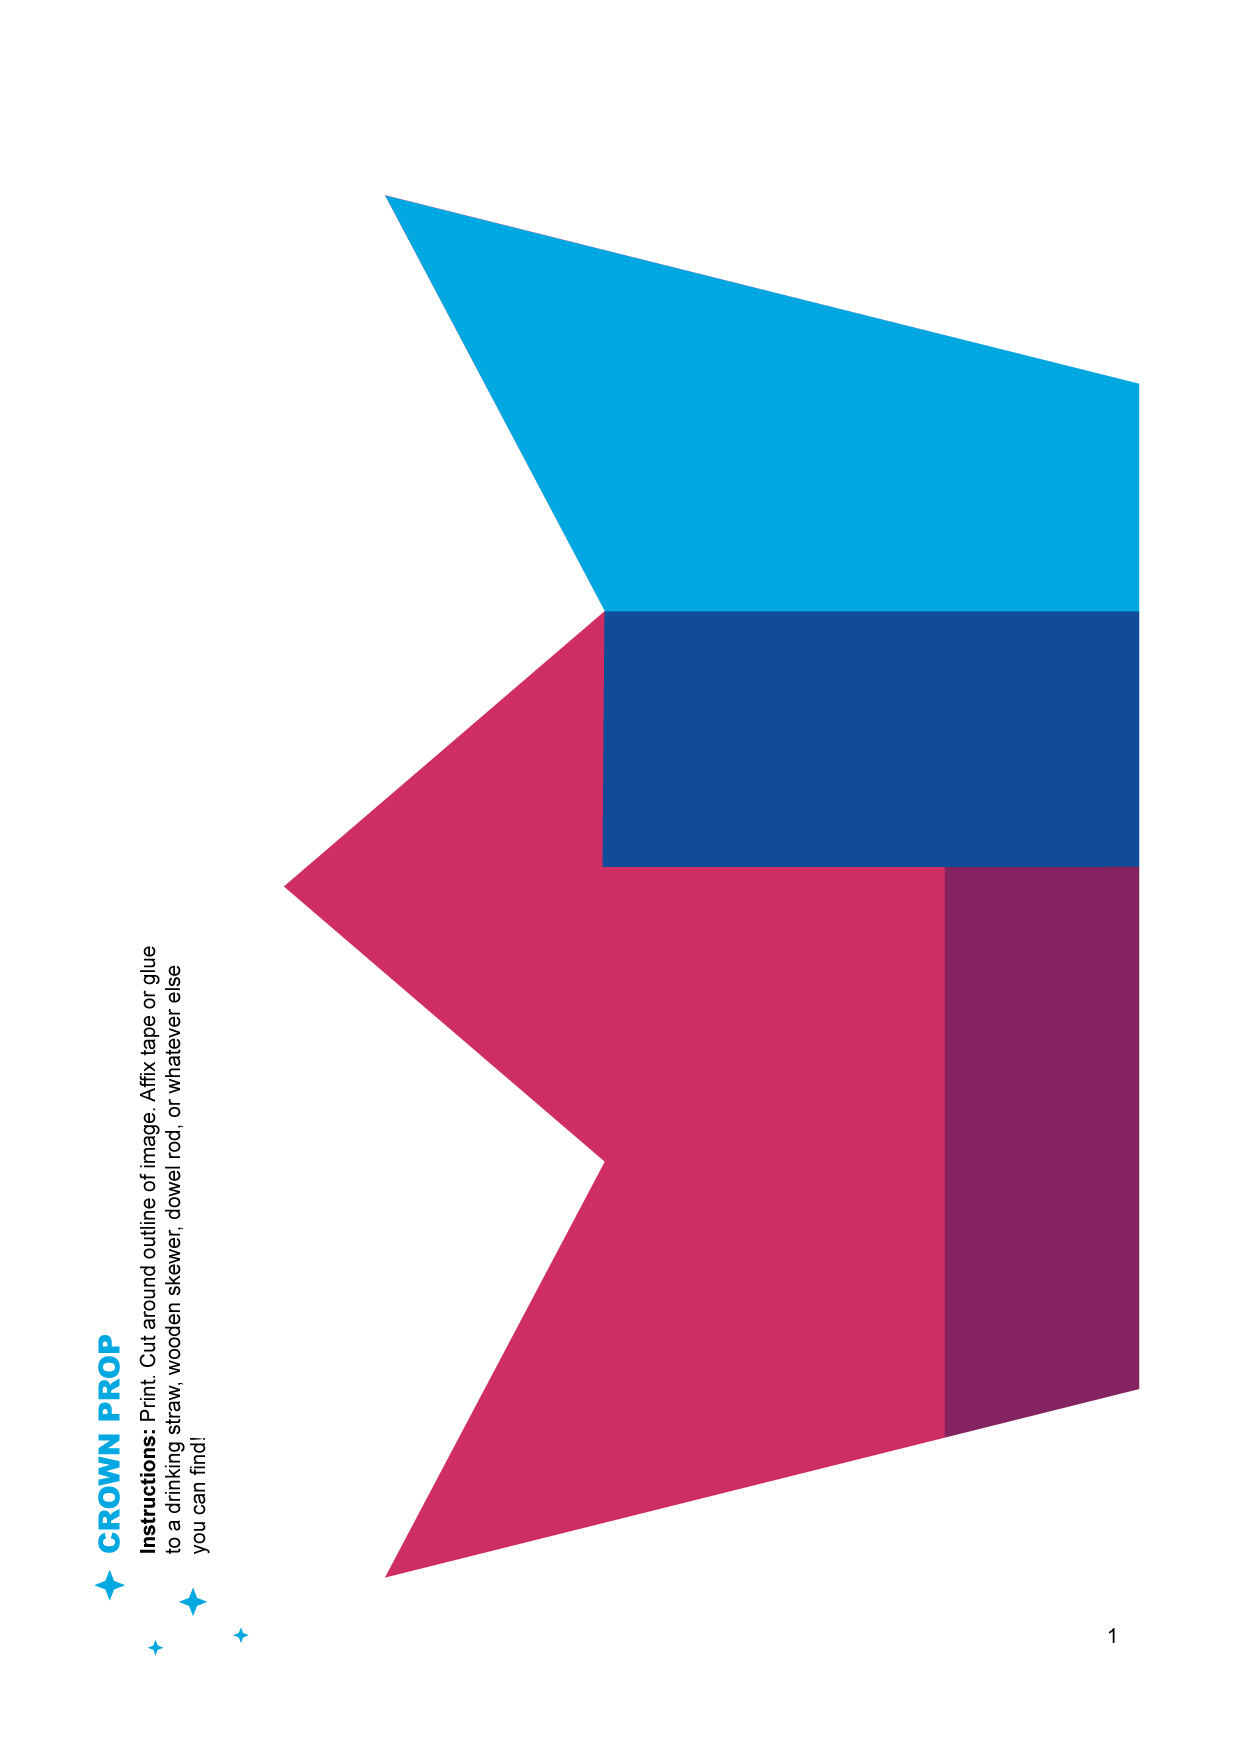 CROWN PROP
Instructions: Print. Cut around outline of image. Affix tape or glue
to a drinking straw, wooden skewer, dowel rod, or whatever else
you can find!
1